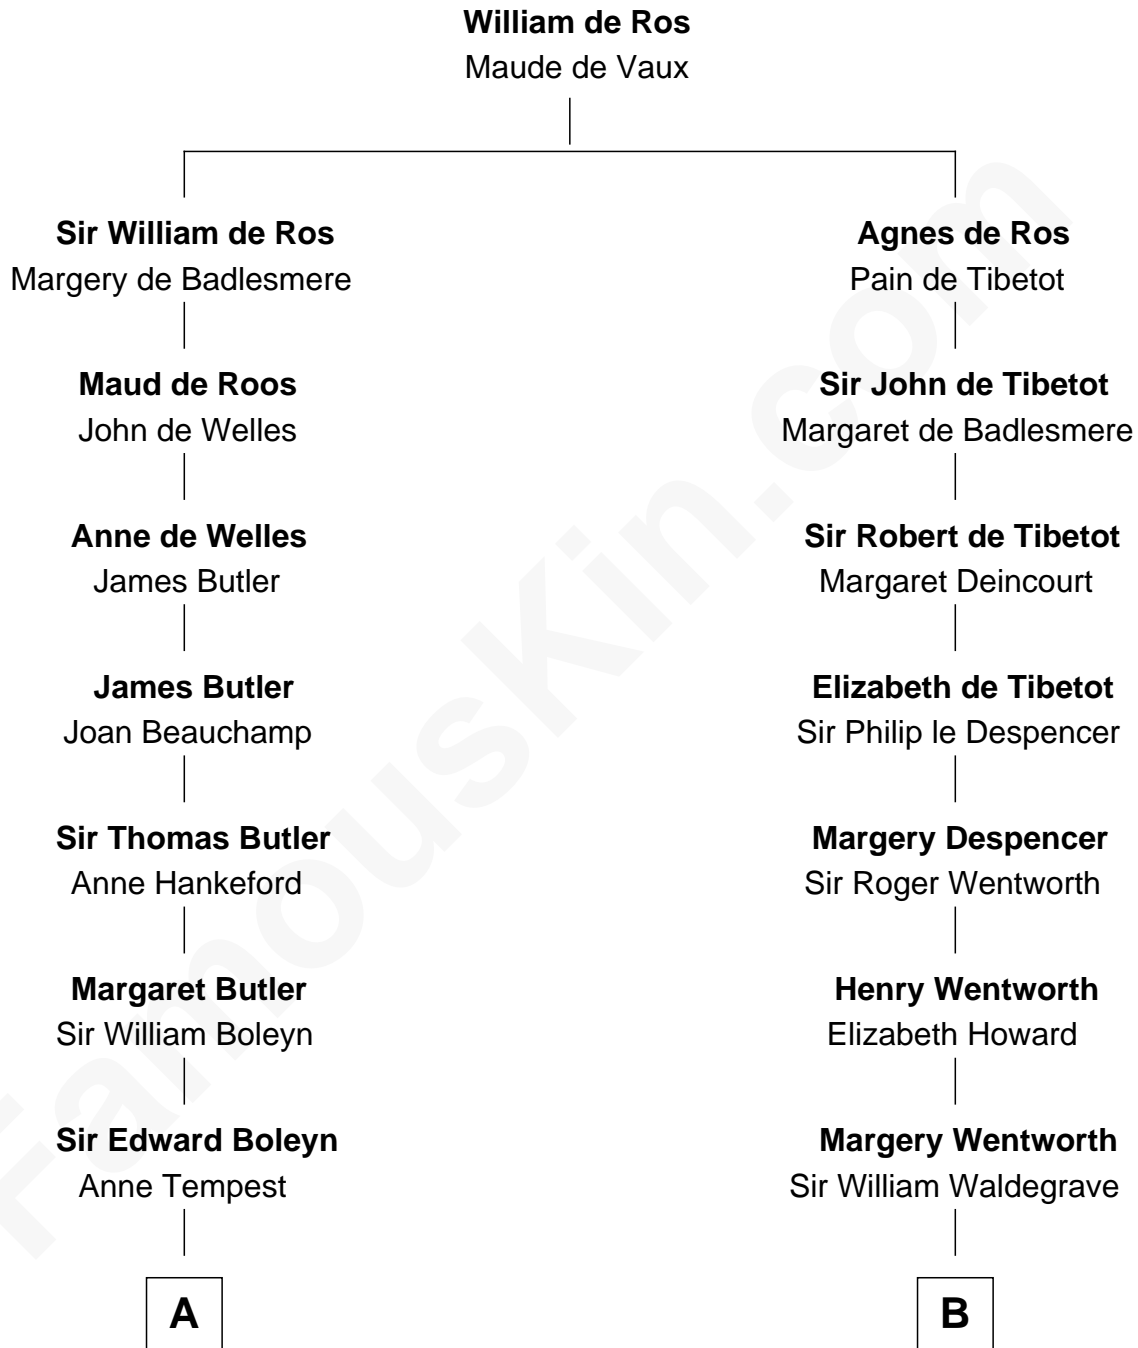 William de Ros
Maude de Vaux
Sir William de Ros
Margery de Badlesmere
Agnes de Ros
Pain de Tibetot
Maud de Roos
John de Welles
Sir John de Tibetot
Margaret de Badlesmere
Anne de Welles
James Butler
Sir Robert de Tibetot
Margaret Deincourt
James Butler
Joan Beauchamp
Elizabeth de Tibetot
Sir Philip le Despencer
Sir Thomas Butler
Anne Hankeford
Margery Despencer
Sir Roger Wentworth
Margaret Butler
Sir William Boleyn
Henry Wentworth
Elizabeth Howard
Sir Edward Boleyn
Anne Tempest
Margery Wentworth
Sir William Waldegrave
A
B
FamousKin.com